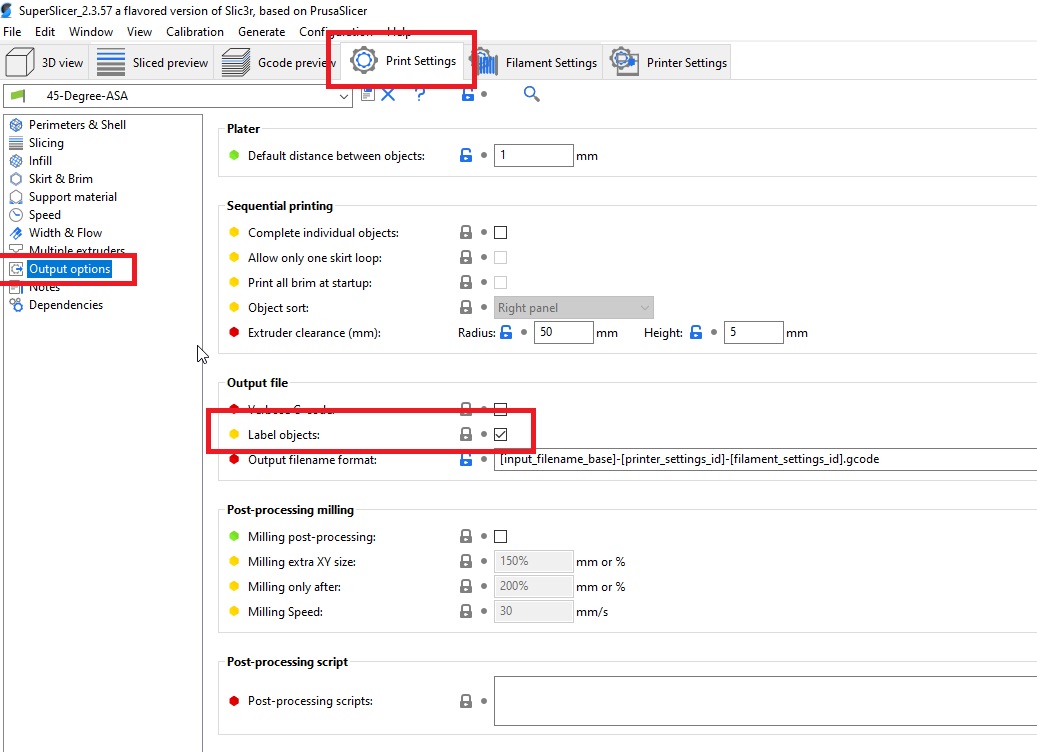 SuperSlicer_2.3.57 a flavored version of Slic3r, based on PrusaSlicer
File Edit Window View Calibration Generate Configuration Help
3D view Sliced preview Gcode preview Print Settings Filament Settings Printer Settings
45-Degree-ASA
Perimeters & Shell
Slicing
Infill
Skirt & Brim
Support material
Speed
Width & Flow
Multiple extruders
Output options
Notes
Dependencies
Plater
Default distance between objects: 1 mm
Sequential printing
Complete individual objects:
Allow only one skirt loop:
Print all brim at startup:
Object sort: Right panel
Extruder clearance (mm): Radius: 50 mm Height: 5 mm
Output file
Verbose G-code:
Label objects:
Output filename format: [input_filename_base]-[printer_settings_id]-[filament_settings_id].gcode
Post-processing milling
Milling post-processing:
Milling extra XY size: 150% mm or %
Milling only after: 200% mm or %
Milling Speed: 30 mm/s
Post-processing script
Post-processing scripts: